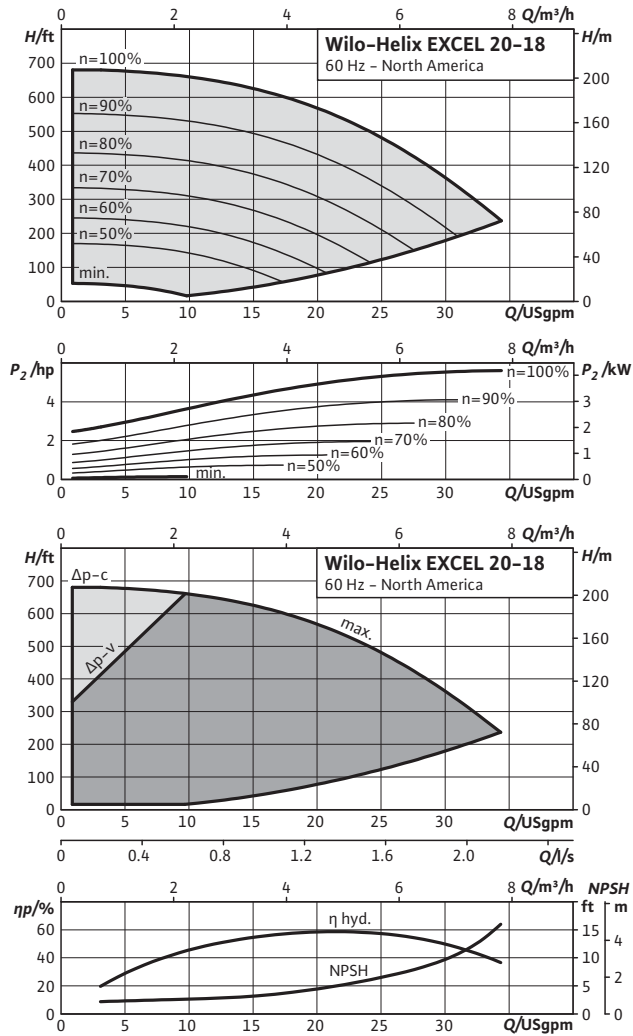 0 2 4 6 Q/m³/h
H/ft H/m
Wilo-Helix EXCEL 20-18
60 Hz - North America
n=100%
n=90%
n=80%
n=70%
n=60%
n=50%
min.
700
600
500
400
300
200
100
0
200
160
120
80
40
0
0 5 10 15 20 25 30 Q/USgpm
0 2 4 6 Q/m³/h
P2 /hp P2 /kW
n=100%
n=90%
n=80%
n=70%
n=60%
n=50%
min.
4
2
0
3
2
1
0
0 5 10 15 20 25 30 Q/USgpm
0 2 4 6 Q/m³/h
H/ft H/m
Wilo-Helix EXCEL 20-18
60 Hz - North America
Δp-c
Δp-v
max.
700
600
500
400
300
200
100
0
200
160
120
80
40
0
0 5 10 15 20 25 30 Q/USgpm
0 0.4 0.8 1.2 1.6 2.0 Q/l/s
0 2 4 6 8 Q/m³/h
ηp/% NPSH
ft m
η hyd.
NPSH
60
40
20
0
15
10
5
0
4
2
0
0 5 10 15 20 25 30 Q/USgpm